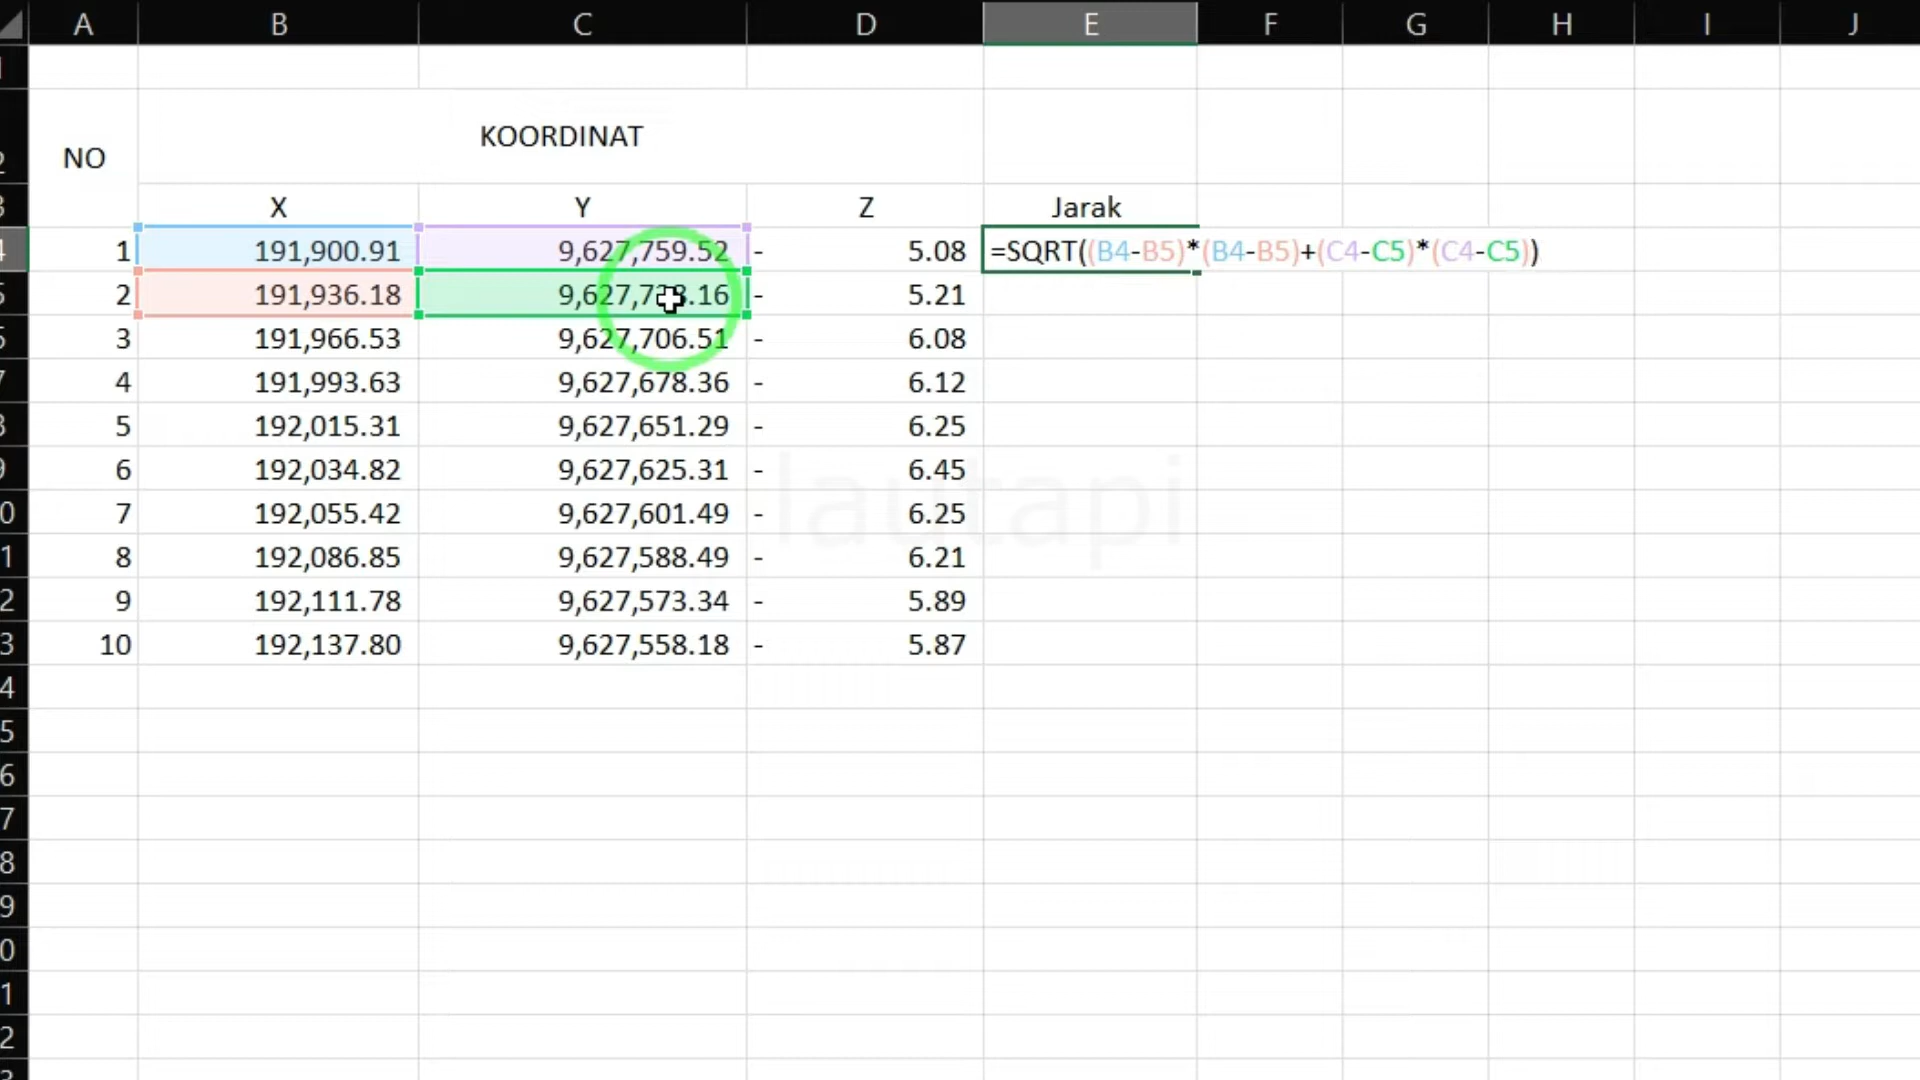 A B C D E F G H I J
KOORDINAT
NO
X Y Z Jarak
1 191,900.91 9,627,759.52 - 5.08 =SQRT((B4-B5)*(B4-B5)+(C4-C5)*(C4-C5))
2 191,936.18 - 5.21
3 191,966.53 9,627,706.51 - 6.08
4 191,993.63 9,627,678.36 - 6.12
5 192,015.31 9,627,651.29 - 6.25
6 192,034.82 9,627,625.31 - 6.45
7 192,055.42 9,627,601.49 - 6.25
8 192,086.85 9,627,588.49 - 6.21
9 192,111.78 9,627,573.34 - 5.89
10 192,137.80 9,627,558.18 - 5.87
lautapi